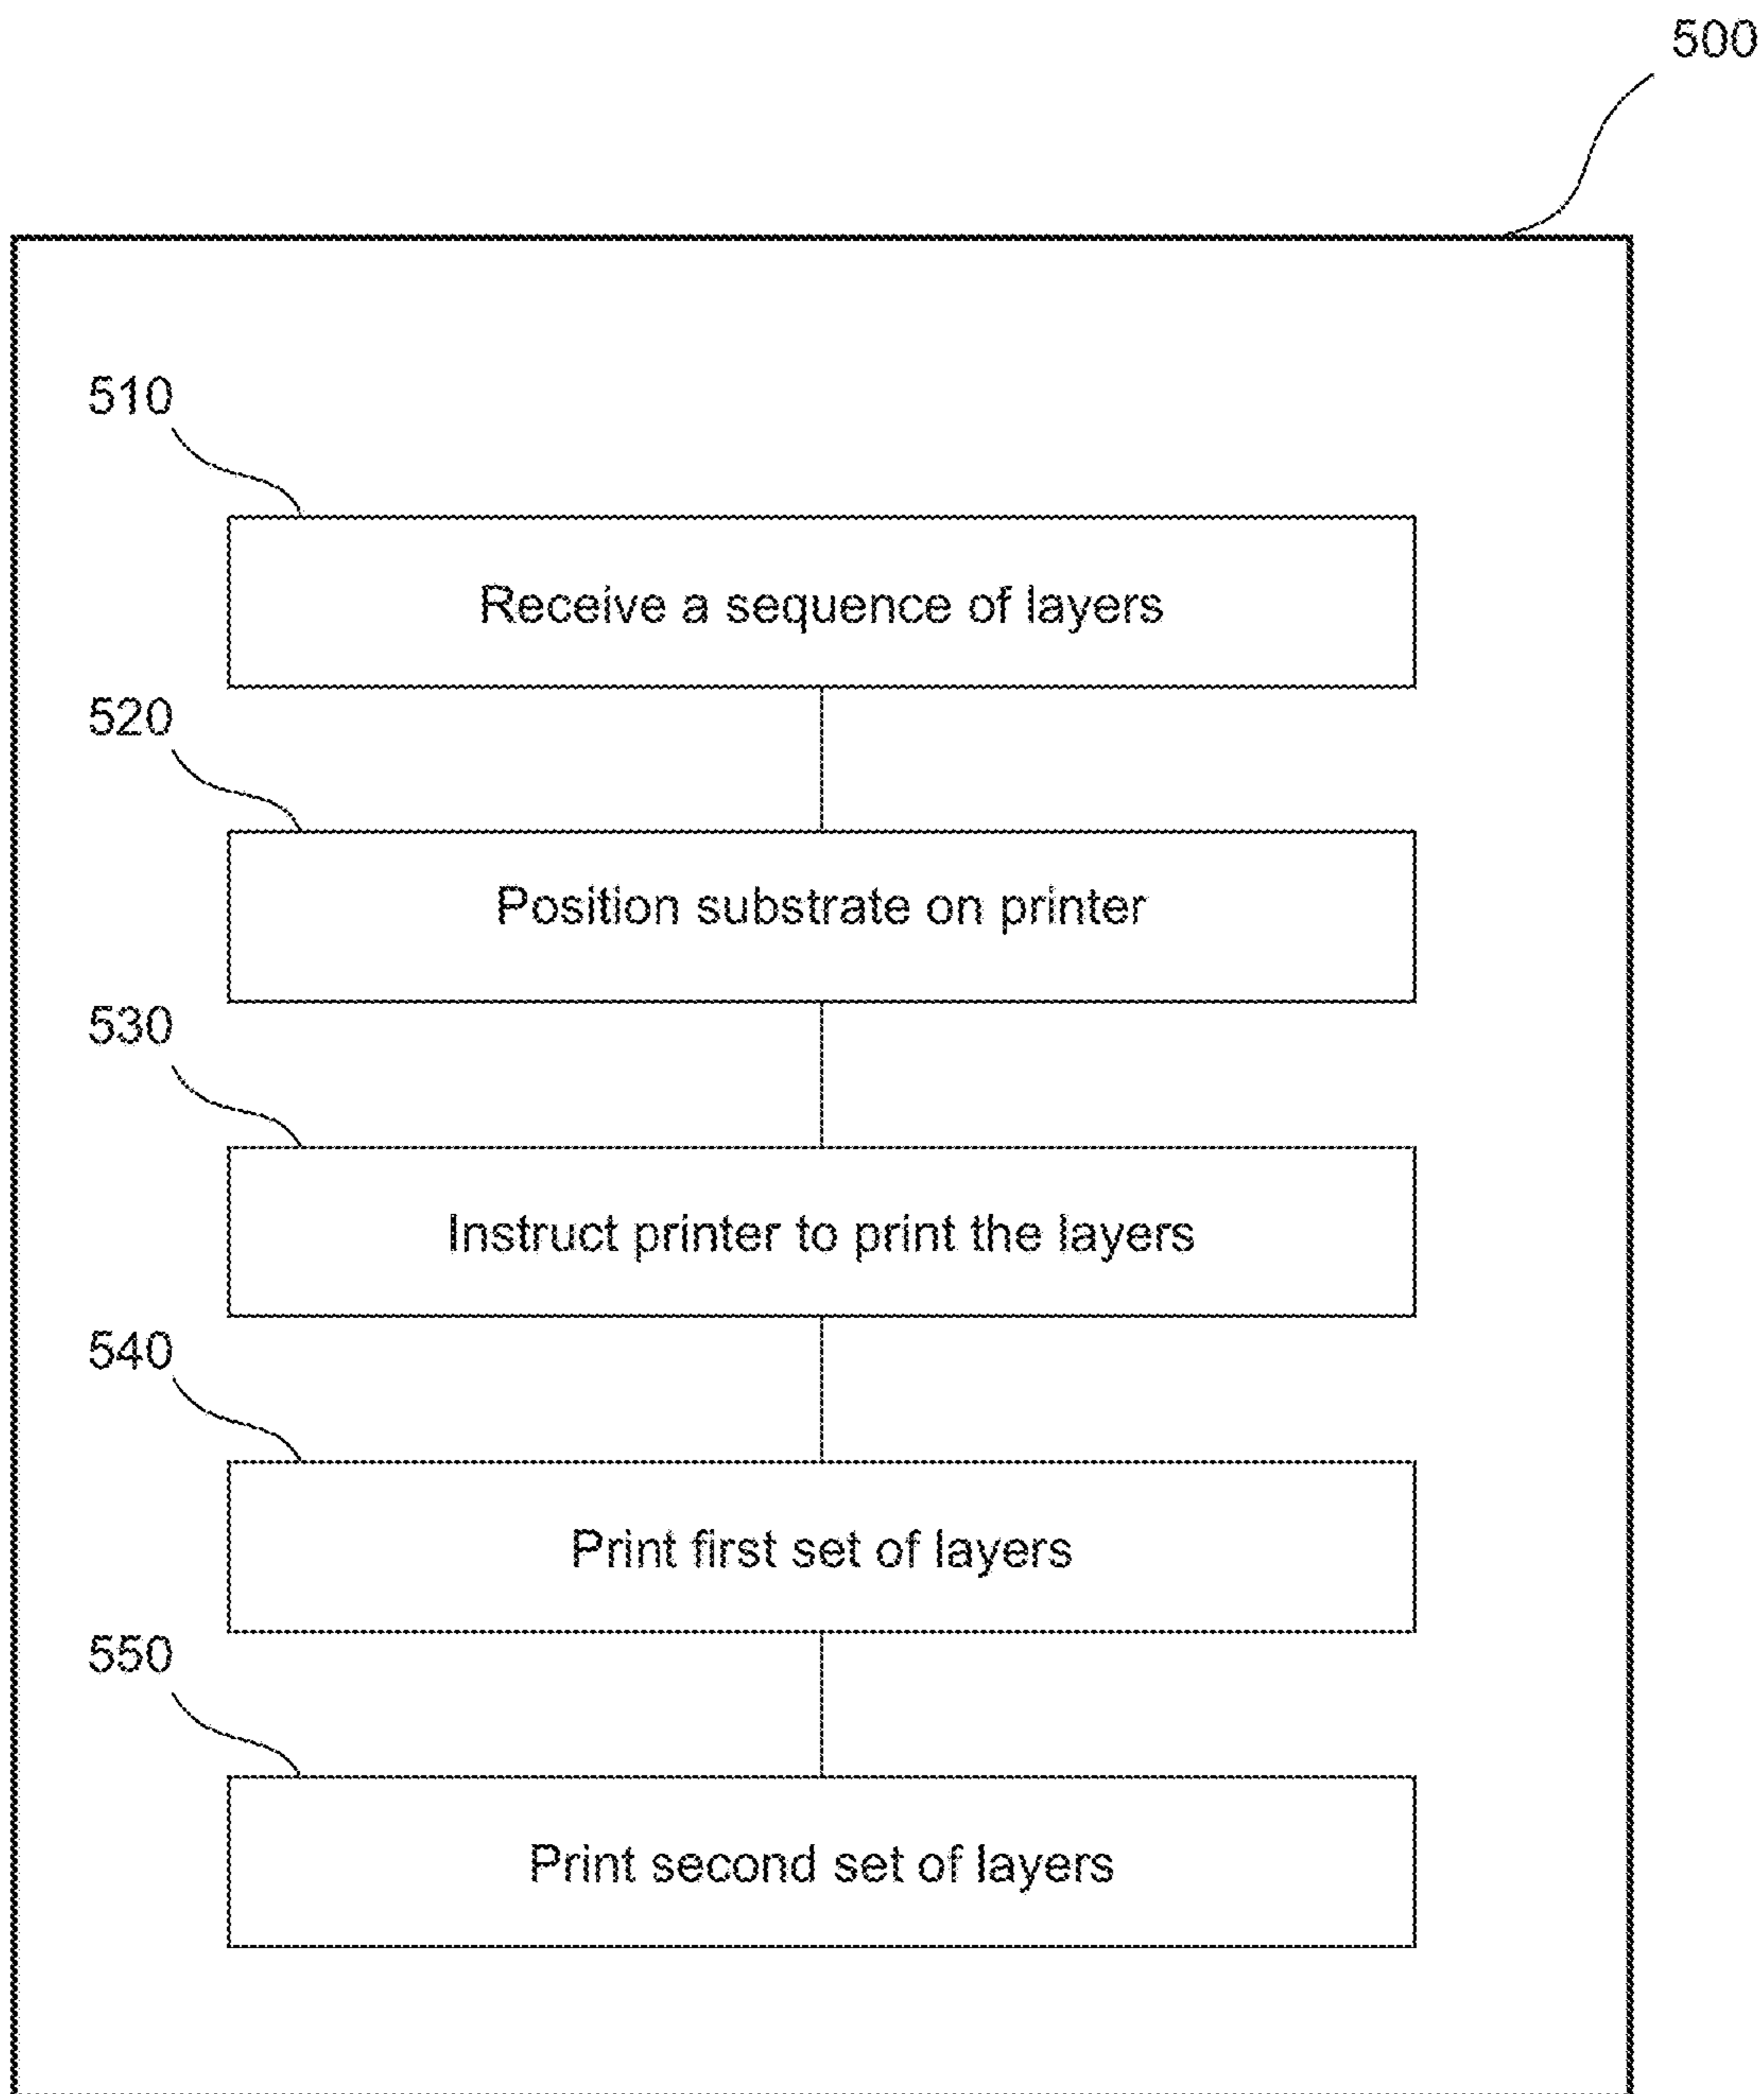 500
510
Receive a sequence of layers
520
Position substrate on printer
530
Instruct printer to print the layers
540
Print first set of layers
550
Print second set of layers